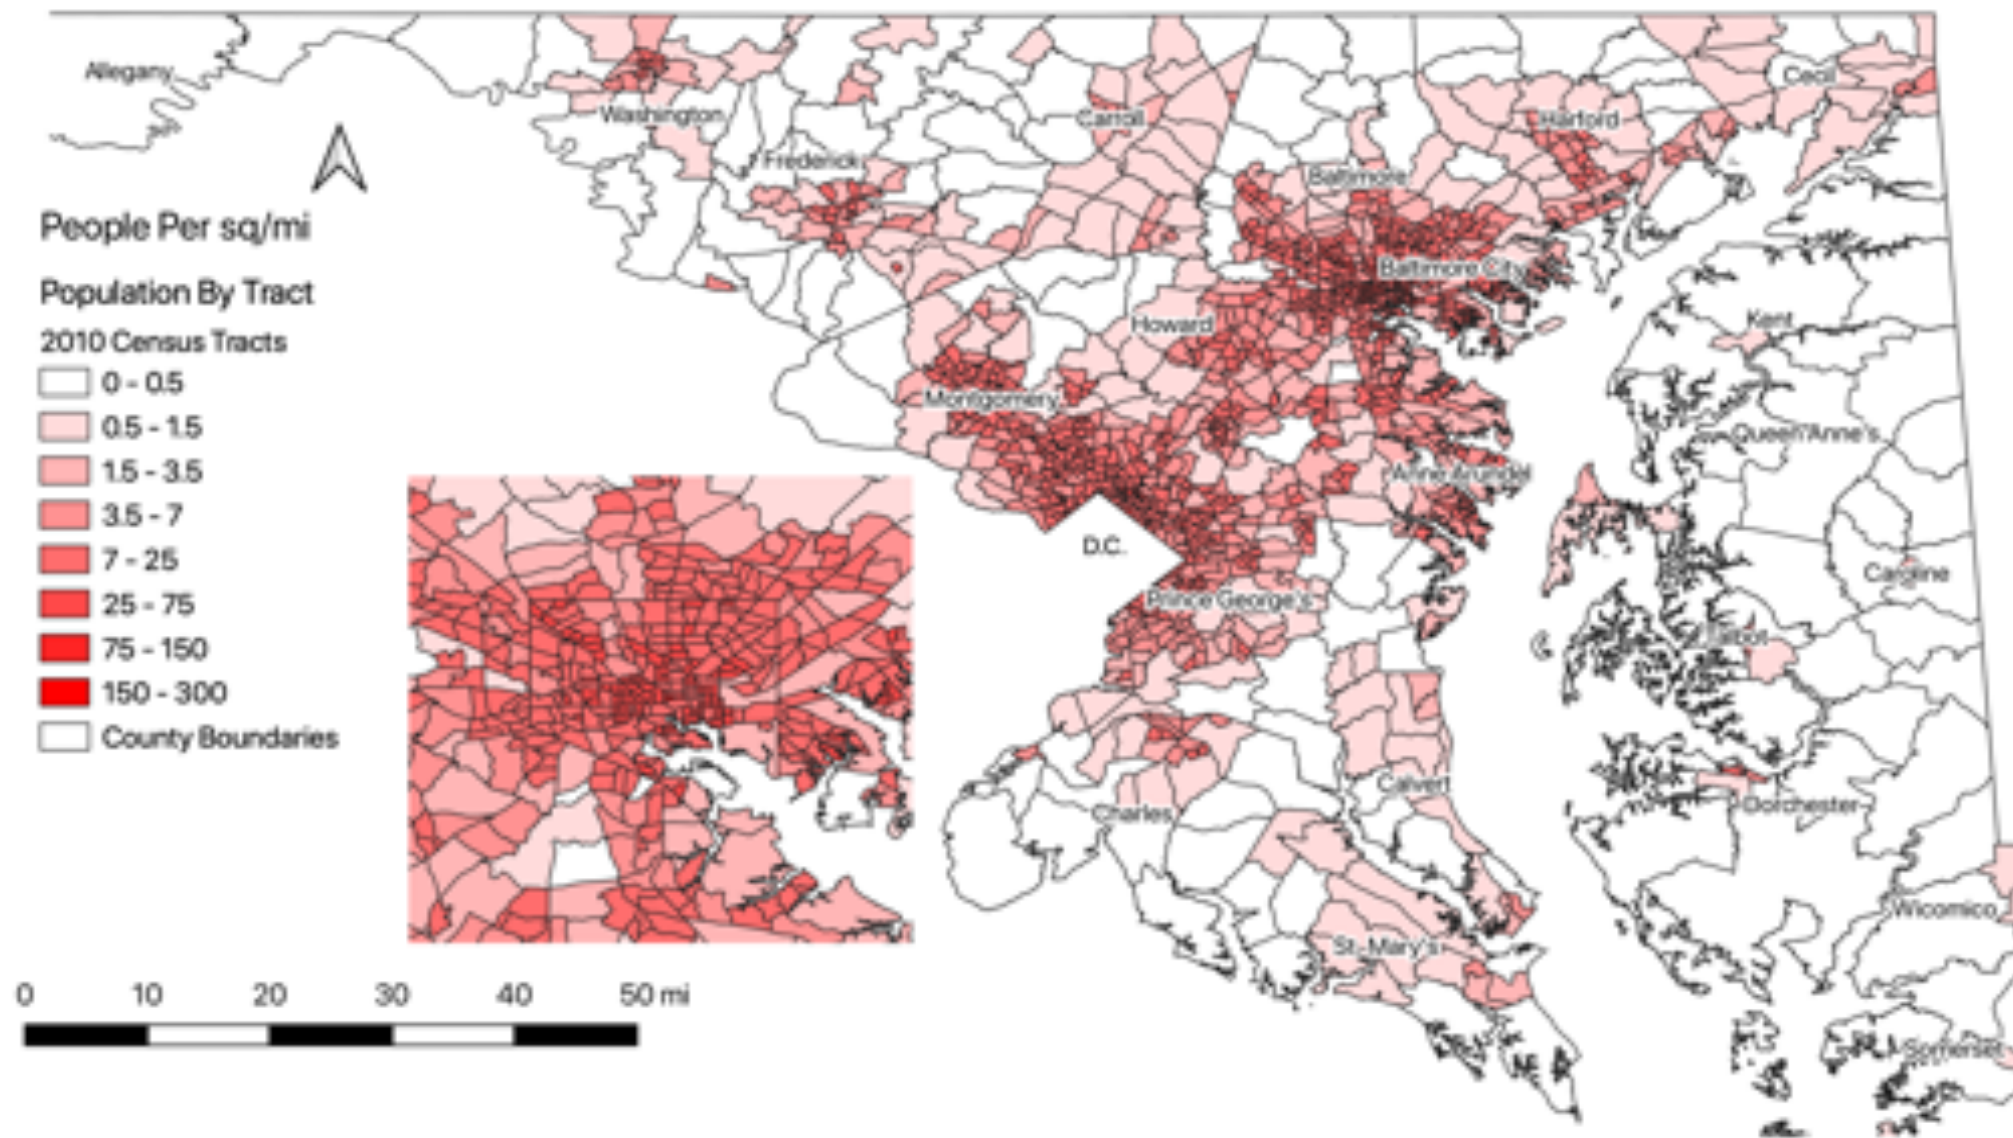 People Per sq/mi
Population By Tract
2010 Census Tracts
0 - 0.5
0.5 - 1.5
1.5 - 3.5
3.5 - 7
7 - 25
25 - 75
75 - 150
150 - 300
County Boundaries
0 10 20 30 40 50 mi
Allegany
Washington
Frederick
Carroll
Baltimore
Harford
Cecil
Baltimore City
Howard
Kent
Montgomery
Queen Anne's
Anne Arundel
D.C.
Prince George's
Caroline
Talbot
Calvert
Charles
Dorchester
St. Mary's
Wicomico
Somerset